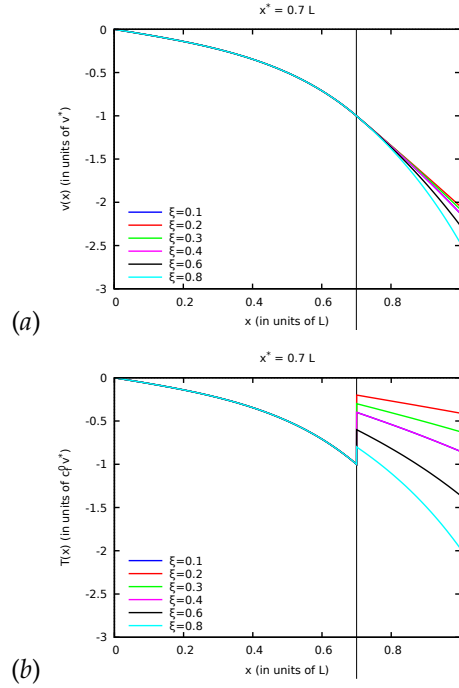 x* = 0.7 L
0
-0.5
-1
-1.5
-2
-2.5
-3
v(x) (in units of v*)
ξ=0.1
ξ=0.2
ξ=0.3
ξ=0.4
ξ=0.6
ξ=0.8
0 0.2 0.4 0.6 0.8
x (in units of L)
(a)
x* = 0.7 L
0
-0.5
-1
-1.5
-2
-2.5
-3
T(x) (in units of c⁰ᵢv*)
ξ=0.1
ξ=0.2
ξ=0.3
ξ=0.4
ξ=0.6
ξ=0.8
0 0.2 0.4 0.6 0.8
x (in units of L)
(b)